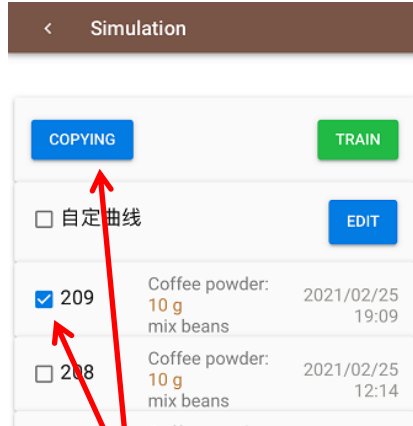 Simulation
COPYING
TRAIN
自定曲线
EDIT
209
Coffee powder:
10 g
mix beans
2021/02/25
19:09
208
Coffee powder:
10 g
mix beans
2021/02/25
12:14